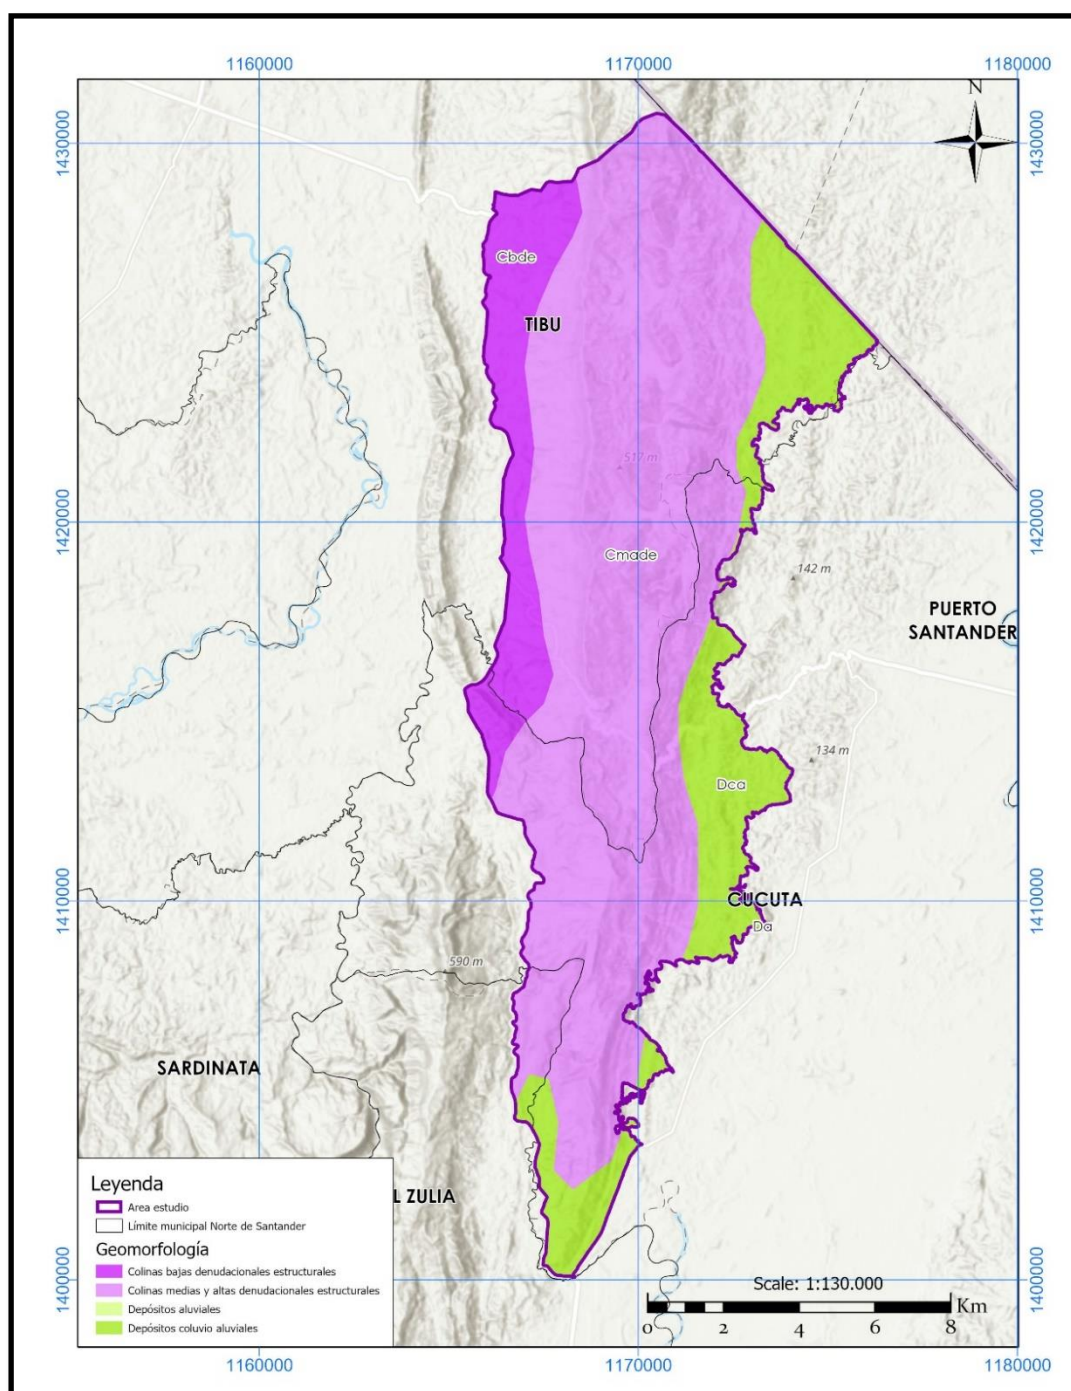 1160000
1170000
1180000
N
1430000
1430000
Cbde
TIBU
517 m
1420000
1420000
Cmade
142 m
PUERTO
SANTANDER
134 m
Dca
1410000
1410000
CUCUTA
Da
590 m
SARDINATA
L ZULIA
Leyenda
Area estudio
Límite municipal Norte de Santander
Geomorfología
Colinas bajas denudacionales estructurales
Colinas medias y altas denudacionales estructurales
Depósitos aluviales
Depósitos coluvio aluviales
1400000
1400000
Scale: 1:130.000
Km
0 2 4 6 8
1160000
1170000
1180000